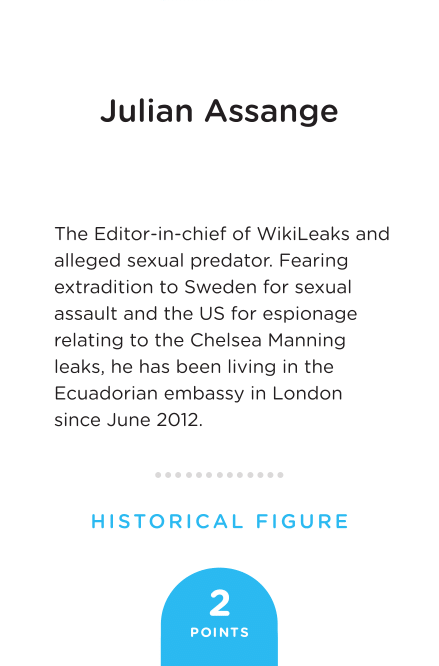 Julian Assange
The Editor-in-chief of WikiLeaks and
alleged sexual predator. Fearing
extradition to Sweden for sexual
assault and the US for espionage
relating to the Chelsea Manning
leaks, he has been living in the
Ecuadorian embassy in London
since June 2012.
HISTORICAL FIGURE
2
POINTS